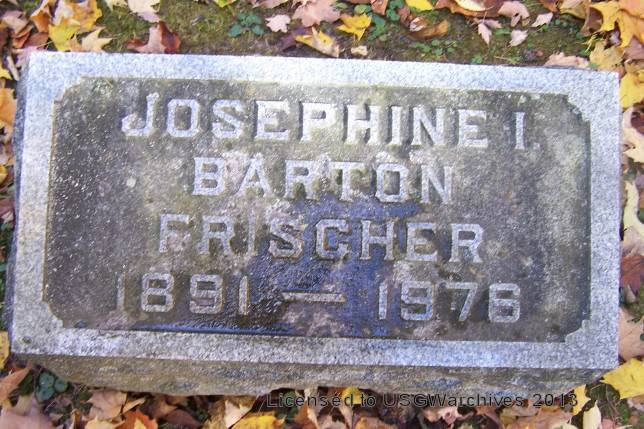 JOSEPHINE I.
BARTON
FRISCHER
1891 — 1976
Licensed to USGWarchives 2013